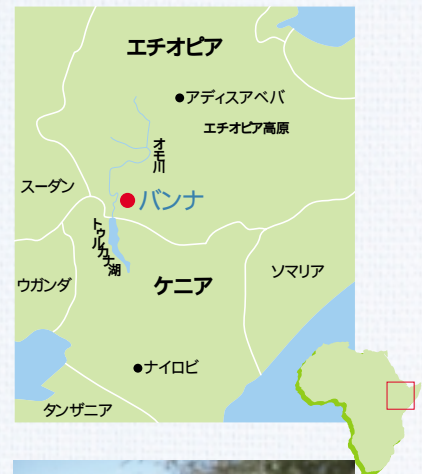 エチオピア
●アディスアベバ
エチオピア高原
オモ川
スーダン
●バンナ
トゥルカナ湖
ウガンダ
ケニア
ソマリア
●ナイロビ
タンザニア